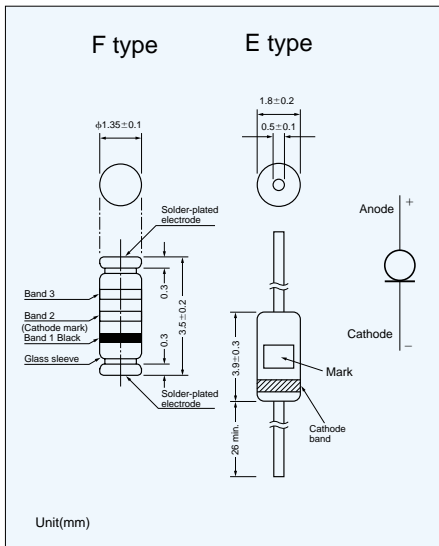 F type
E type
1.8±0.2
φ1.35±0.1
0.5±0.1
Solder-plated
electrode
Anode
+
Band 3
0.3
Band 2
(Cathode mark)
Band 1 Black
3.5±0.2
Glass sleeve
0.3
3.9±0.3
Cathode
−
Mark
Solder-plated
electrode
Cathode
band
26 min.
Unit(mm)